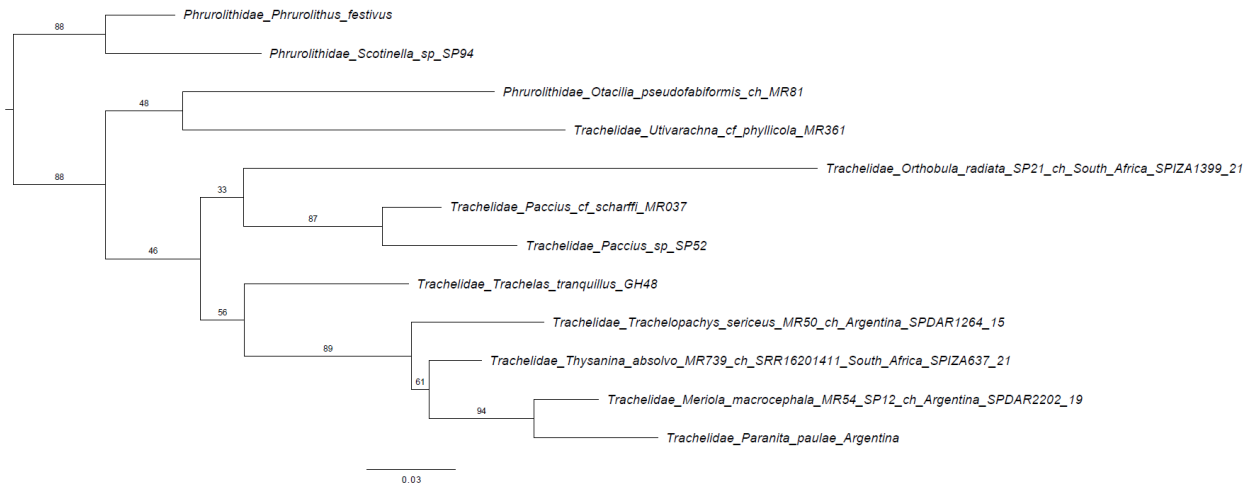 Phrurolithidae_Phrurolithus_festivus
88
Phrurolithidae_Scotinella_sp_SP94
Phrurolithidae_Otacilia_pseudofabiformis_ch_MR81
48
Trachelidae_Utivarachna_cf_phyllicola_MR361
88
Trachelidae_Orthobula_radiata_SP21_ch_South_Africa_SPIZA1399_21
33
Trachelidae_Paccius_cf_scharffi_MR037
87
Trachelidae_Paccius_sp_SP52
46
Trachelidae_Trachelas_tranquillus_GH48
56
Trachelidae_Trachelopachys_sericeus_MR50_ch_Argentina_SPDAR1264_15
89
Trachelidae_Thysanina_absolvo_MR739_ch_SRR16201411_South_Africa_SPIZA637_21
61
Trachelidae_Meriola_macrocephala_MR54_SP12_ch_Argentina_SPDAR2202_19
94
Trachelidae_Paranita_paulae_Argentina
0.03